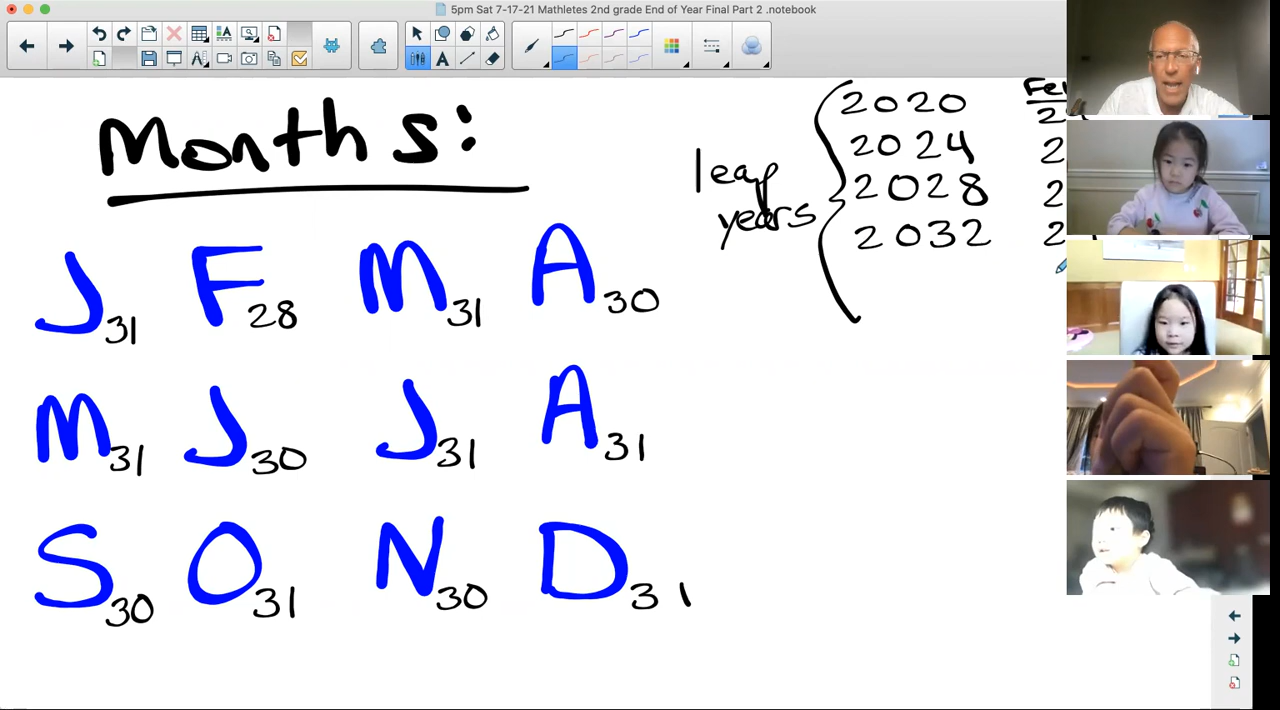 5pm Sat 7-17-21 Mathletes 2nd grade End of Year Final Part 2 .notebook
Months:
J31 F28 M31 A30
M31 J30 J31 A31
S30 O31 N30 D31
leap
years
2020
2024
2028
2032